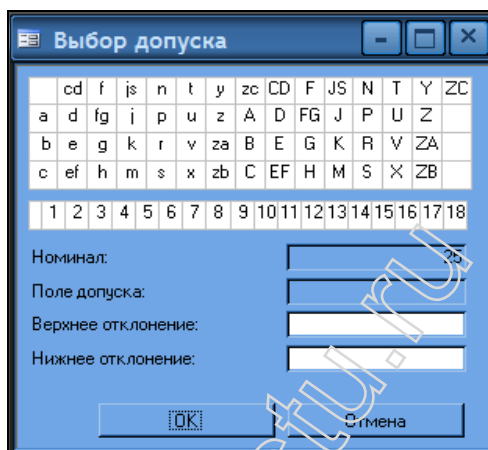 Выбор допуска
cd f js n t y zc CD F JS N T Y ZC
a d fg j p u z A D FG J P U Z
b e g k r v za B E G K R V ZA
c ef h m s x zb C EF H M S X ZB
1 2 3 4 5 6 7 8 9 10 11 12 13 14 15 16 17 18
Номинал: 25
Поле допуска:
Верхнее отклонение:
Нижнее отклонение:
OK Отмена
stu.ru